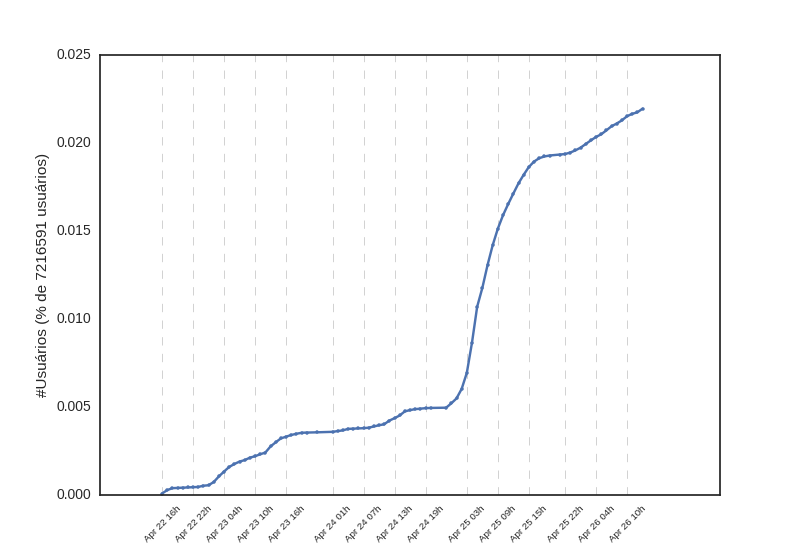 0.025
0.020
0.015
0.010
0.005
0.000
#Usuários (% de 7216591 usuários)
Apr 22 16h
Apr 22 22h
Apr 23 04h
Apr 23 10h
Apr 23 16h
Apr 24 01h
Apr 24 07h
Apr 24 13h
Apr 24 19h
Apr 25 03h
Apr 25 09h
Apr 25 15h
Apr 25 22h
Apr 26 04h
Apr 26 10h